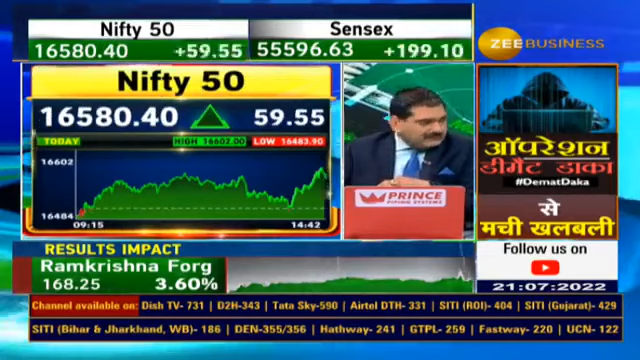 Nifty 50
16580.40 +59.55
Sensex
55596.63 +199.10
ZEE BUSINESS
Nifty 50
16580.40 59.55
TODAY HIGH 16602.00 LOW 16483.90
16602
16484
09:15 14:42
PRINCE
PIPING SYSTEMS
ऑपरेशन
डीमैट डाका
#DematDaka
से
मची खलबली
Follow us on
21:07:2022
RESULTS IMPACT
Ramkrishna Forg
168.25 3.60%
Channel available on: Dish TV- 731 | D2H-343 | Tata Sky-590 | Airtel DTH- 331 | SITI (ROI)- 404 | SITI (Gujarat)- 429
SITI (Bihar & Jharkhand, WB)- 186 | DEN-355/356 | Hathway- 241 | GTPL- 259 | Fastway- 220 | UCN- 122